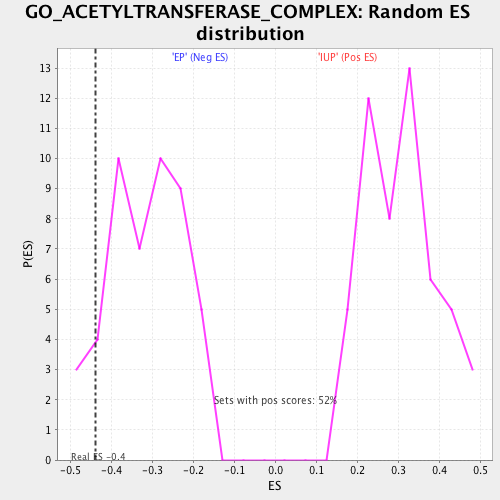 GO_ACETYLTRANSFERASE_COMPLEX: Random ES
distribution
'EP' (Neg ES) 'IUP' (Pos ES)
13
12
11
10
9
8
7
6
5
4
3
2
1
0
P(ES)
Sets with pos scores: 52%
Real ES -0.4
-0.5 -0.4 -0.3 -0.2 -0.1 0.0 0.1 0.2 0.3 0.4 0.5
ES